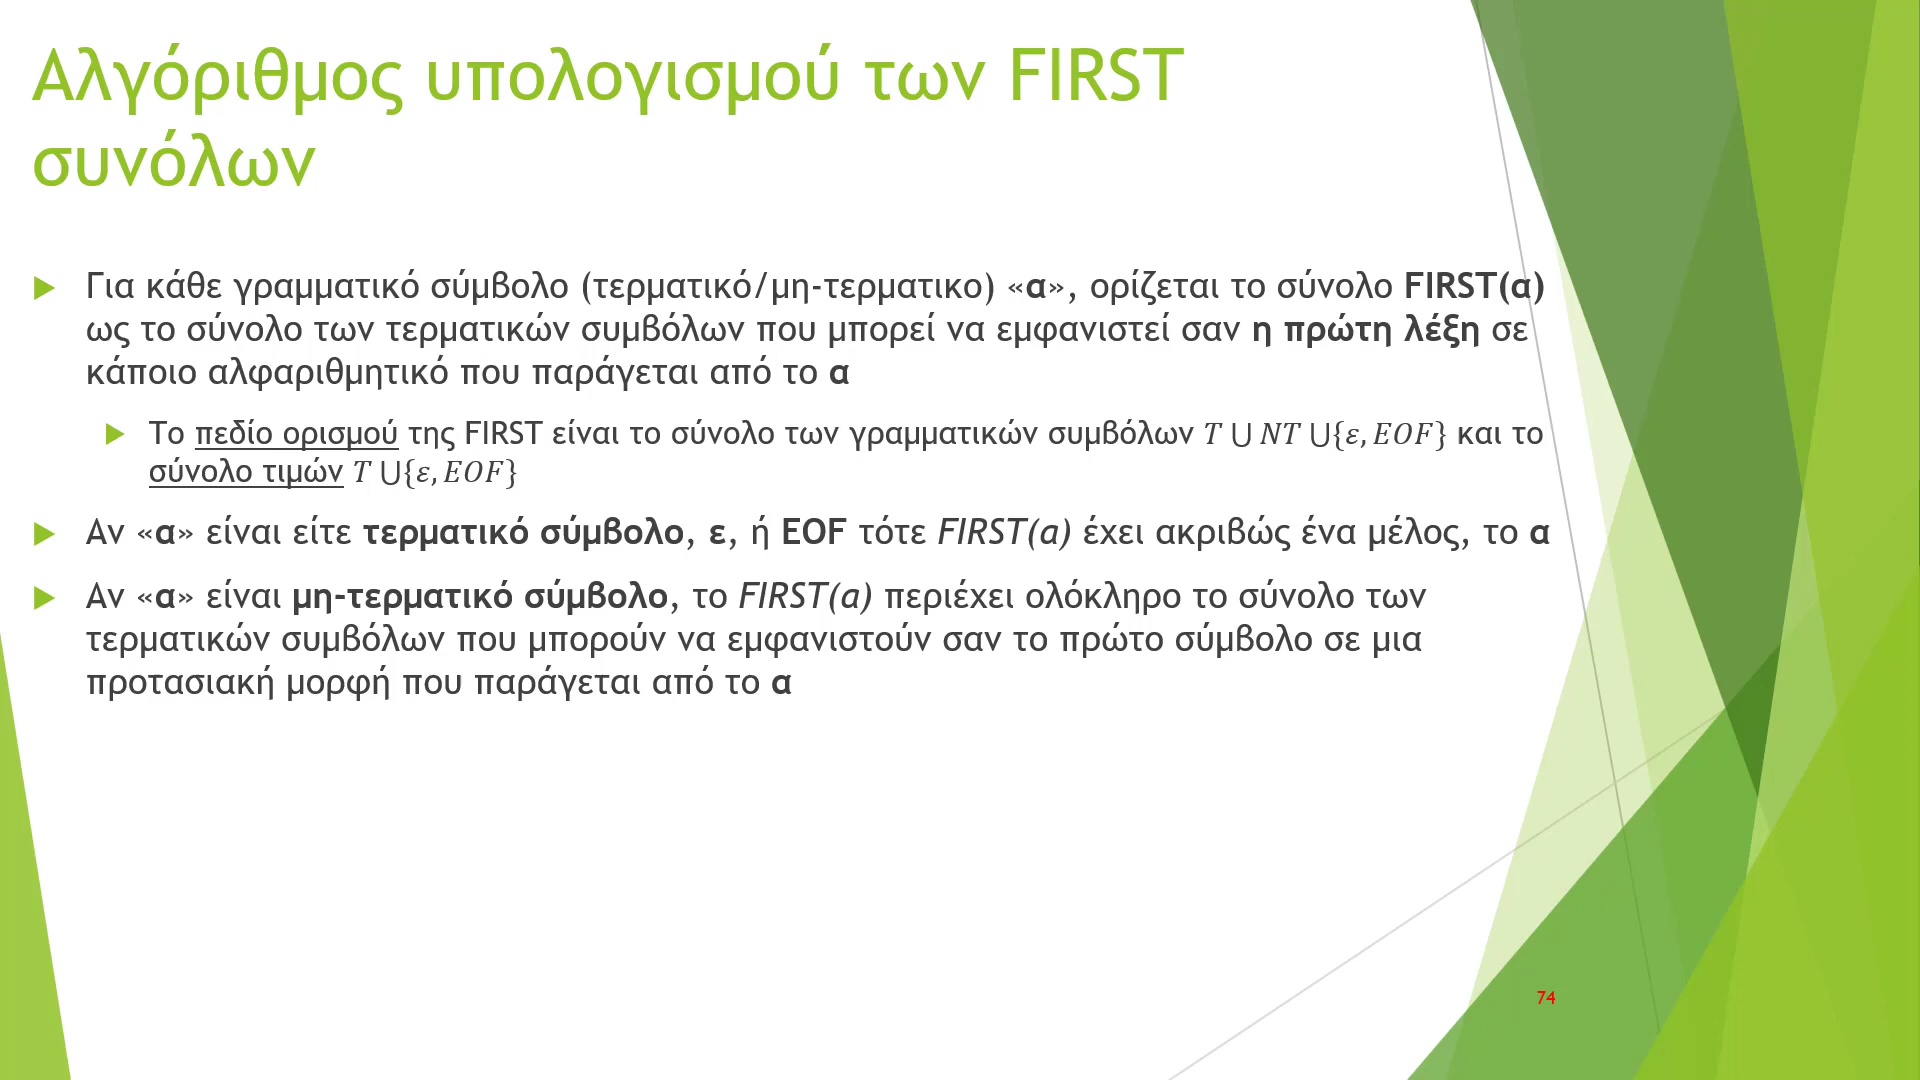 Αλγόριθμος υπολογισμού των FIRST
συνόλων
Για κάθε γραμματικό σύμβολο (τερματικό/μη-τερματικο) «α», ορίζεται το σύνολο FIRST(α)
ως το σύνολο των τερματικών συμβόλων που μπορεί να εμφανιστεί σαν η πρώτη λέξη σε
κάποιο αλφαριθμητικό που παράγεται από το α
Το πεδίο ορισμού της FIRST είναι το σύνολο των γραμματικών συμβόλων 𝑇 ⋃ 𝑁𝑇 ⋃{𝜀, 𝐸𝑂𝐹} και το
σύνολο τιμών 𝑇 ⋃{𝜀, 𝐸𝑂𝐹}
Αν «α» είναι είτε τερματικό σύμβολο, ε, ή EOF τότε FIRST(a) έχει ακριβώς ένα μέλος, το α
Αν «α» είναι μη-τερματικό σύμβολο, το FIRST(a) περιέχει ολόκληρο το σύνολο των
τερματικών συμβόλων που μπορούν να εμφανιστούν σαν το πρώτο σύμβολο σε μια
προτασιακή μορφή που παράγεται από το α
74